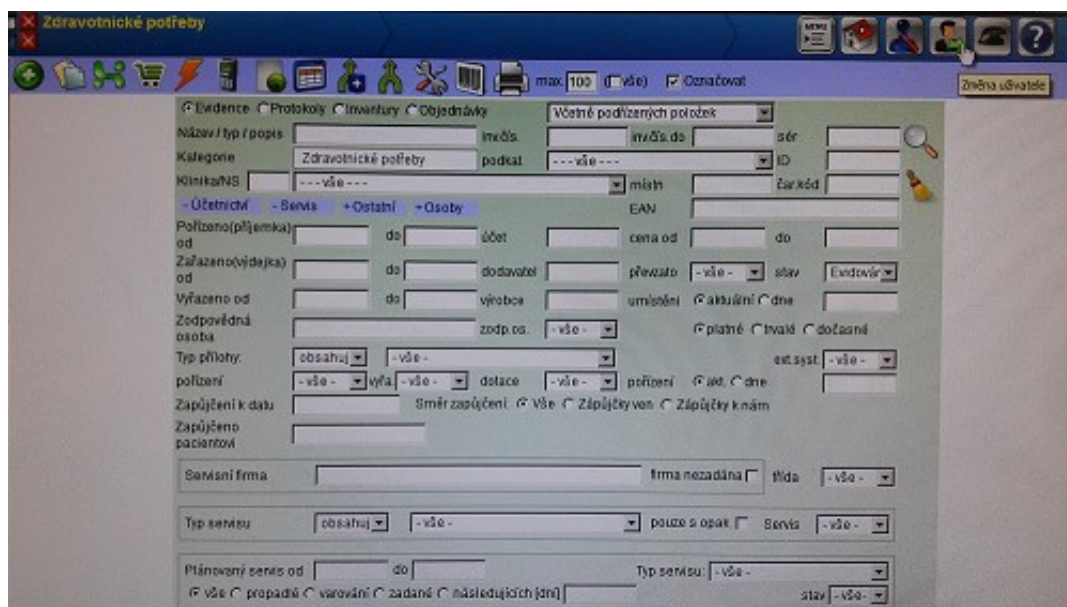 Zdravotnické potřeby
MENU
max. 100 (vše) Označovat
Změna uživatele
Evidence Protokoly Inventury Objednávky Včetně podřízených položek
Název / typ / popis inv.čís. inv.čís. do sér
Kategorie Zdravotnické potřeby podkat - - - vše - - - ID
Klinika/NS - - - vše - - - místn čar.kód
- Účetnictví - Servis + Ostatní + Osoby EAN
Pořízeno(příjemka) od do účet cena od do
Zařazeno(výdejka) od do dodavatel převzato - vše - stav Evidován
Vyřazeno od do výrobce umístění aktuální dne
Zodpovědná osoba zodp.os. - vše - platné trvalé dočasné
Typ přílohy: obsahuj - vše - ext.syst. - vše -
pořízení - vše - vyřa. - vše - dotace - vše - pořízení akt. dne
Zapůjčení k datu Směr zapůjčení: Vše Zápůjčky ven Zápůjčky k nám
Zapůjčeno pacientovi
Servisní firma firma nezadána třída - vše -
Typ servisu obsahuj - vše - pouze s opak. Servis - vše -
Plánovaný servis od do Typ servisu: - vše -
vše propadlé varování zadané následujících [dní] stav - vše -